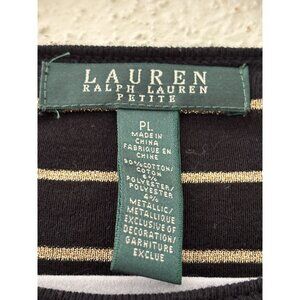 LAUREN
RALPH LAUREN
PETITE
PL
MADE IN
CHINA
FABRIQUE EN
CHINE
90% COTTON/
COTON
6%
POLYESTER/
POLYESTER
4%
METALLIC/
METALLIQUE
EXCLUSIVE OF
DECORATION/
GARNITURE
EXCLUE